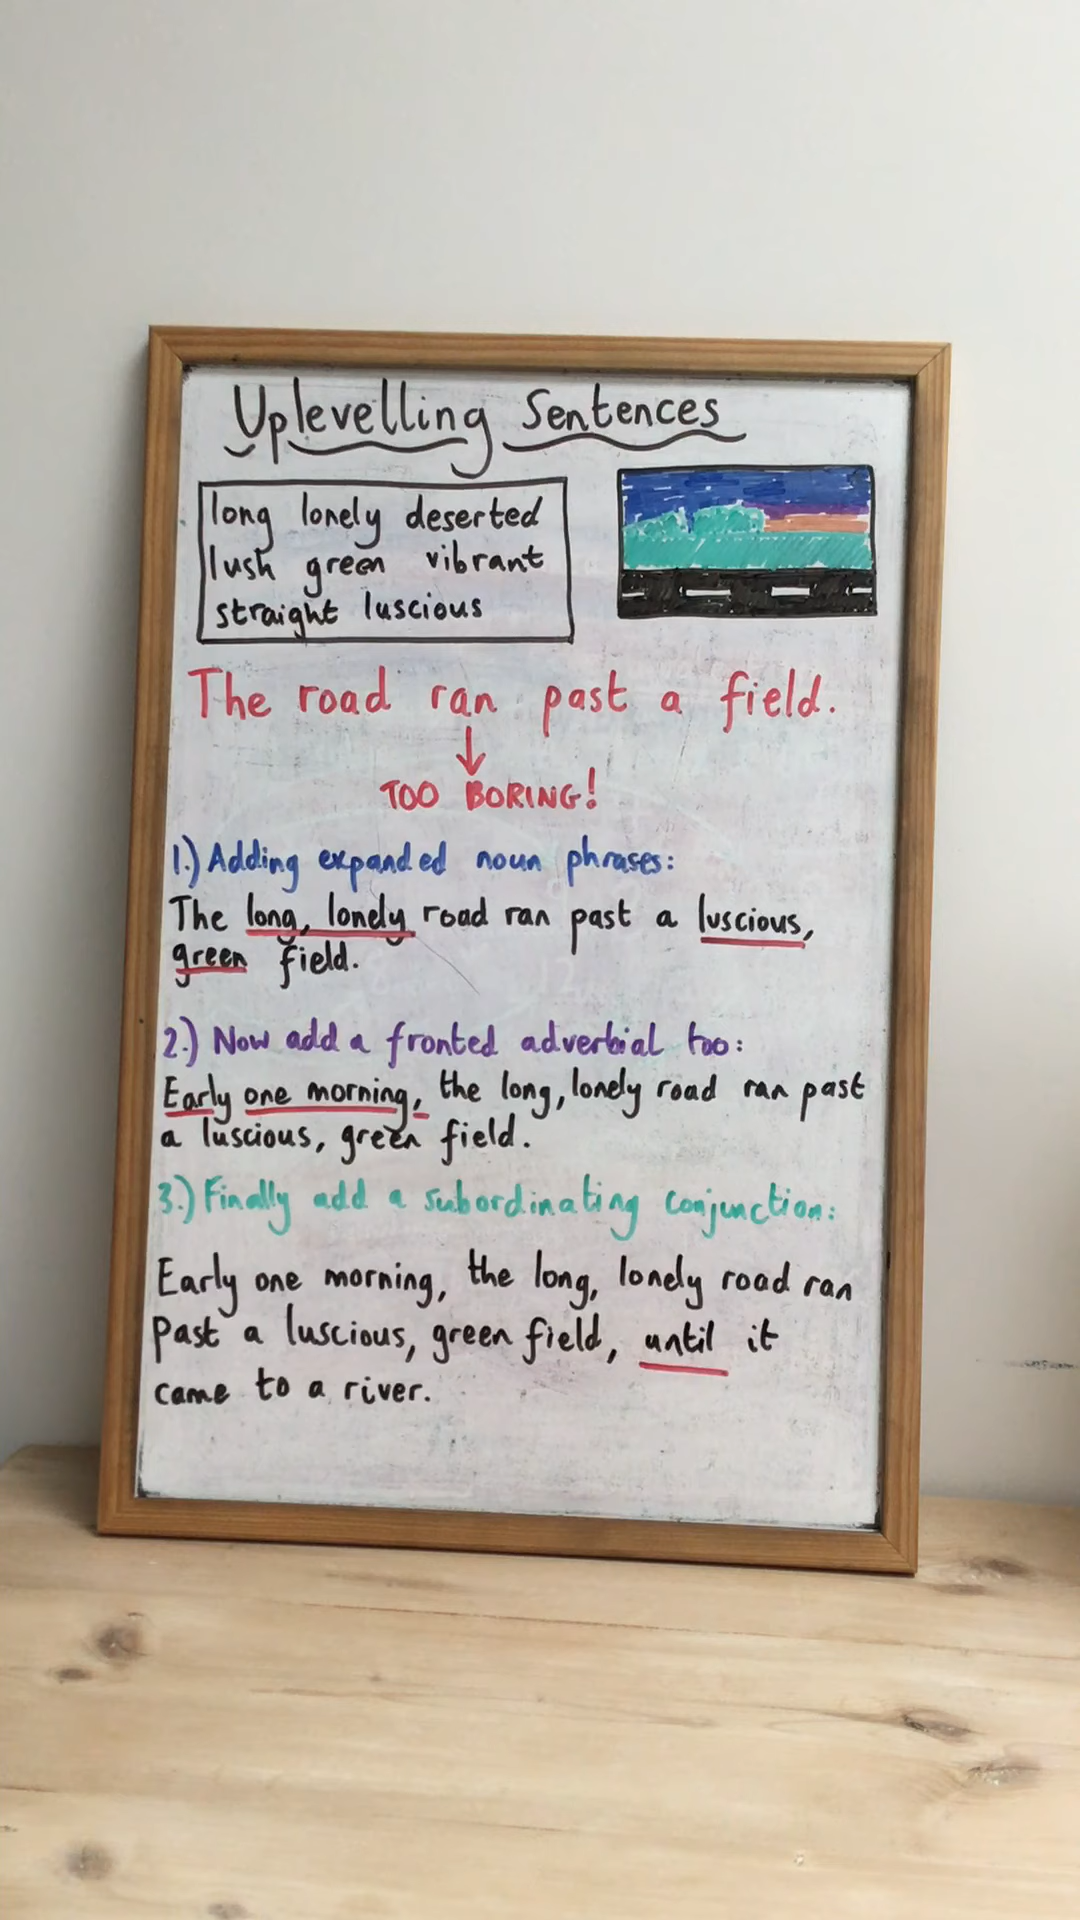 Uplevelling Sentences
long lonely deserted
lush green vibrant
straight luscious
The road ran past a field.
TOO BORING!
1.) Adding expanded noun phrases:
The long, lonely road ran past a luscious,
green field.
2.) Now add a fronted adverbial too:
Early one morning, the long, lonely road ran past
a luscious, green field.
3.) Finally add a subordinating conjunction:
Early one morning, the long, lonely road ran
past a luscious, green field, until it
came to a river.